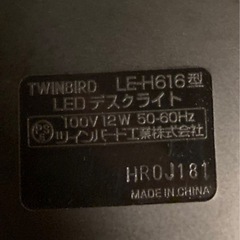 TWINBIRD LE-H616型
LEDデスクライト
100V 12W 50-60Hz
PS E
ツインバード工業株式会社
HR0J181
MADE IN CHINA